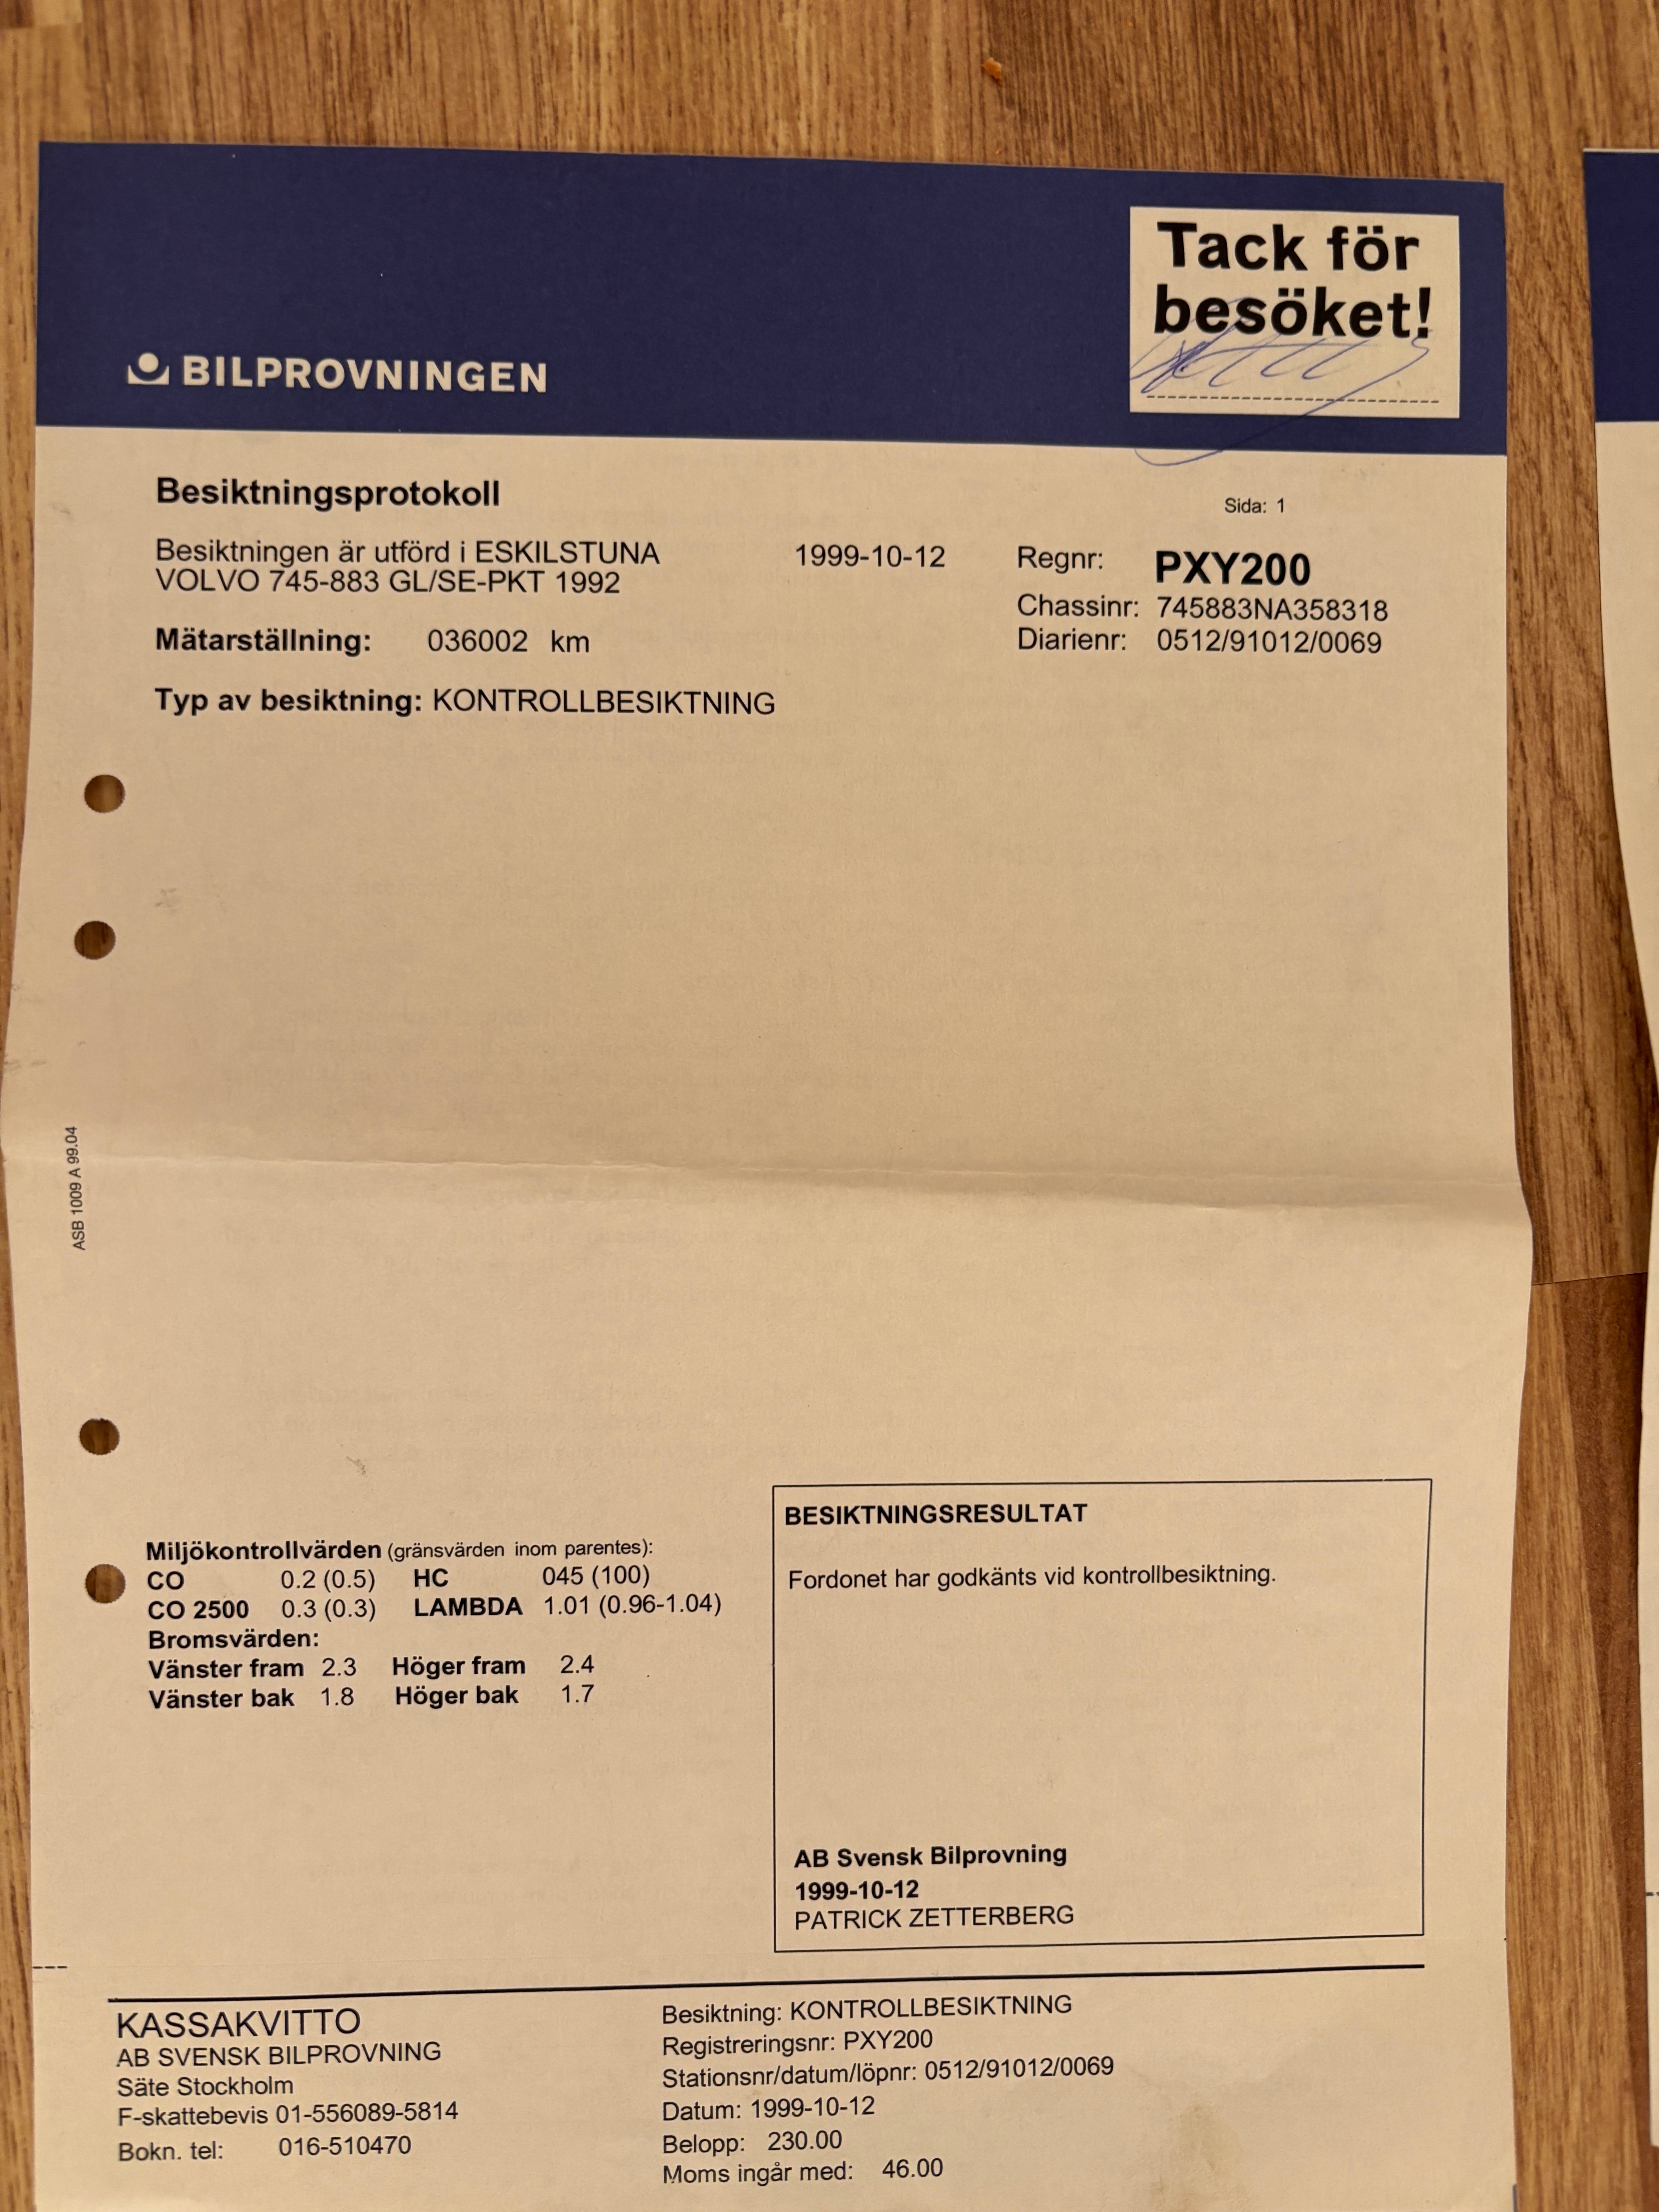 Tack för
besöket!
BILPROVNINGEN
Besiktningsprotokoll
Sida: 1
Besiktningen är utförd i ESKILSTUNA 1999-10-12 Regnr: PXY200
VOLVO 745-883 GL/SE-PKT 1992
Chassinr: 745883NA358318
Mätarställning: 036002 km
Diarienr: 0512/91012/0069
Typ av besiktning: KONTROLLBESIKTNING
ASB 1009 A 99.04
Miljökontrollvärden (gränsvärden inom parentes):
CO 0.2 (0.5) HC 045 (100)
CO 2500 0.3 (0.3) LAMBDA 1.01 (0.96-1.04)
Bromsvärden:
Vänster fram 2.3 Höger fram 2.4
Vänster bak 1.8 Höger bak 1.7
BESIKTNINGSRESULTAT
Fordonet har godkänts vid kontrollbesiktning.
AB Svensk Bilprovning
1999-10-12
PATRICK ZETTERBERG
KASSAKVITTO
AB SVENSK BILPROVNING
Säte Stockholm
F-skattebevis 01-556089-5814
Bokn. tel: 016-510470
Besiktning: KONTROLLBESIKTNING
Registreringsnr: PXY200
Stationsnr/datum/löpnr: 0512/91012/0069
Datum: 1999-10-12
Belopp: 230.00
Moms ingår med: 46.00